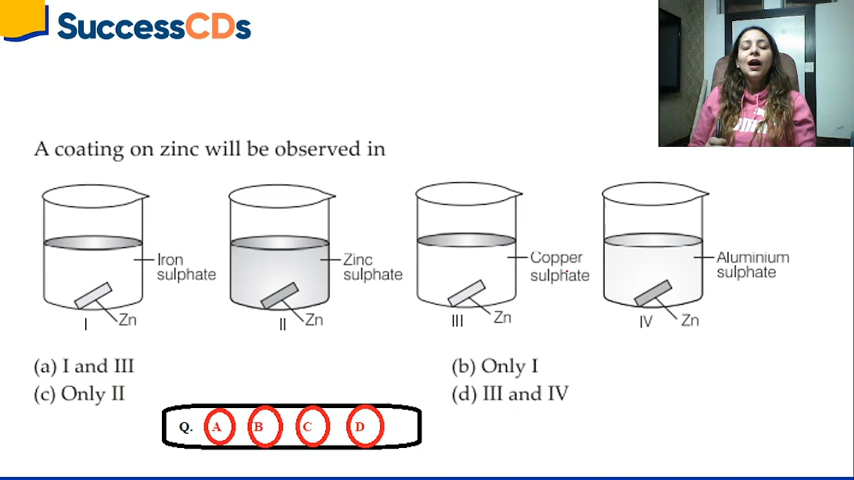 SuccessCDs
A coating on zinc will be observed in
Iron
sulphate
Zn
I
Zinc
sulphate
Zn
II
Copper
sulphate
Zn
III
Aluminium
sulphate
Zn
IV
(a) I and III
(b) Only I
(c) Only II
(d) III and IV
Q. A B C D